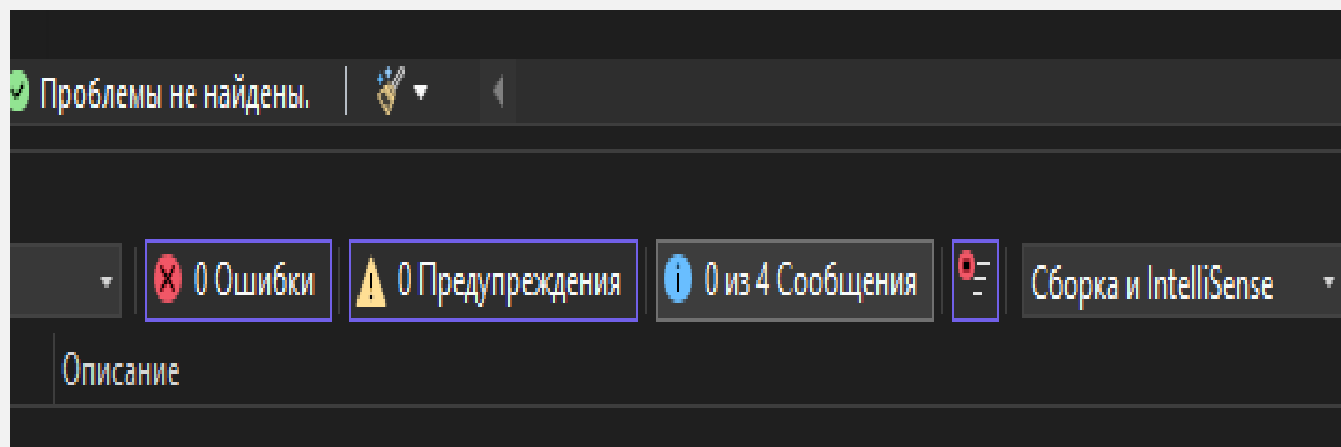 Проблемы не найдены.
0 Ошибки 0 Предупреждения 0 из 4 Сообщения Сборка и IntelliSense
Описание